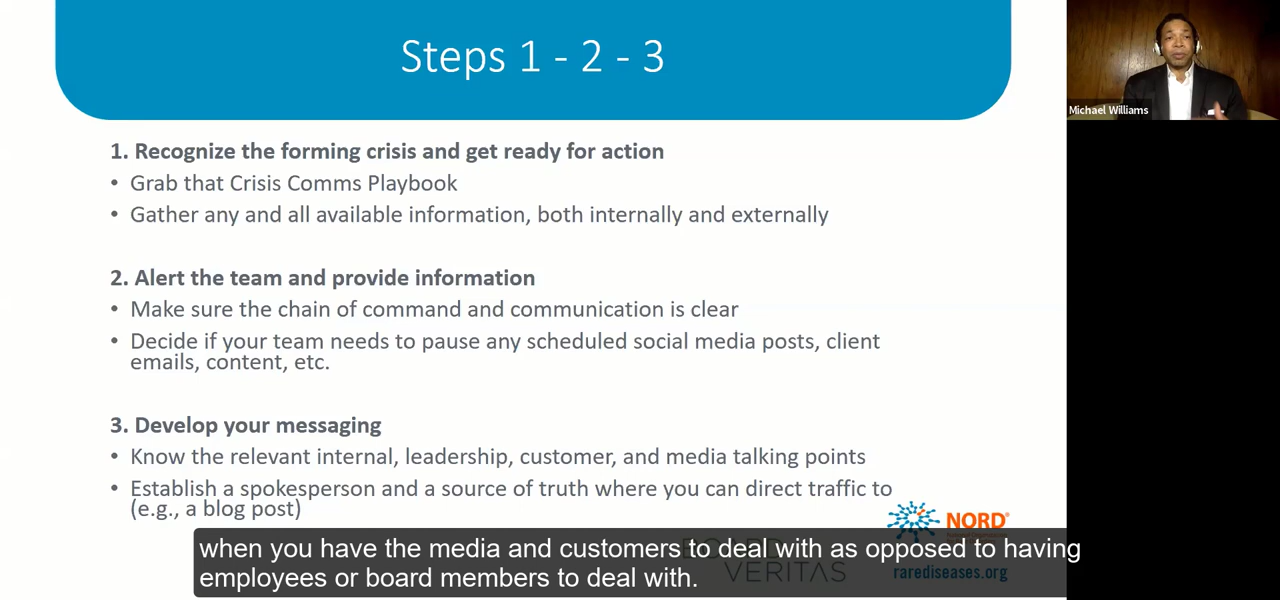 Steps 1 - 2 - 3
Michael Williams
1. Recognize the forming crisis and get ready for action
• Grab that Crisis Comms Playbook
• Gather any and all available information, both internally and externally
2. Alert the team and provide information
• Make sure the chain of command and communication is clear
• Decide if your team needs to pause any scheduled social media posts, client
emails, content, etc.
3. Develop your messaging
• Know the relevant internal, leadership, customer, and media talking points
• Establish a spokesperson and a source of truth where you can direct traffic to
(e.g., a blog post)
NORD®
when you have the media and customers to deal with as opposed to having
employees or board members to deal with.
VERITAS
rarediseases.org